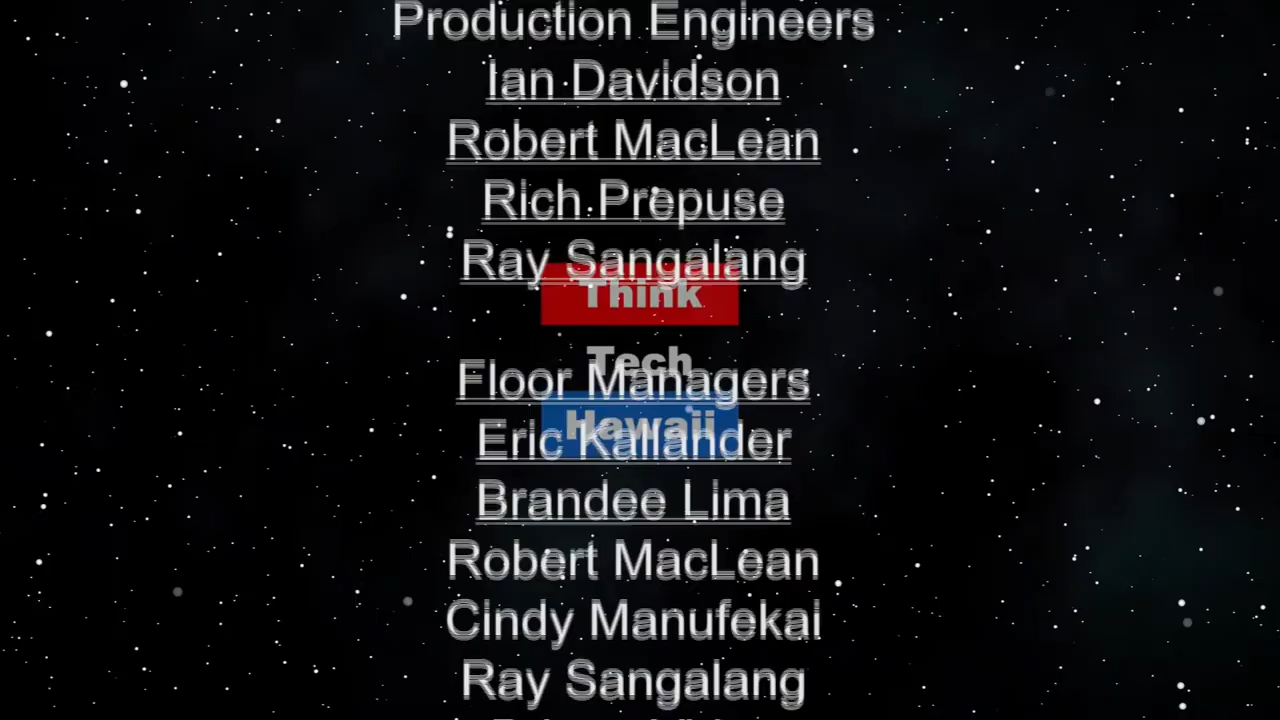 Production Engineers
Ian Davidson
Robert MacLean
Rich Prepuse
Ray Sangalang
Think
Tech
Floor Managers
Hawaii
Eric Kallander
Brandee Lima
Robert MacLean
Cindy Manufekai
Ray Sangalang